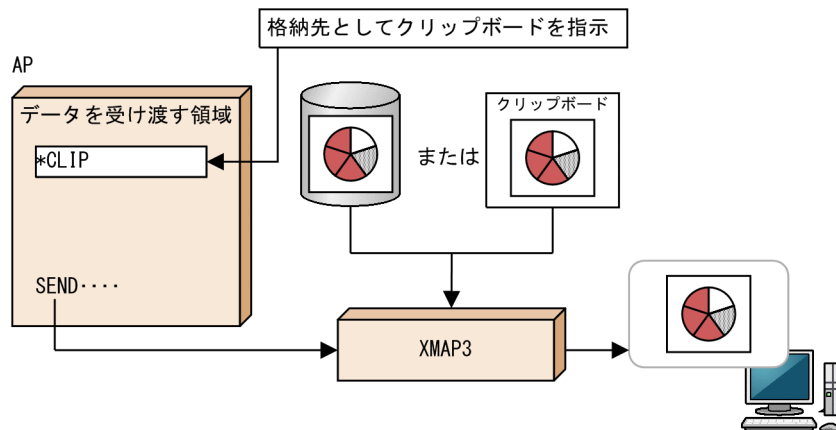 格納先としてクリップボードを指示
AP
データを受け渡す領域
クリップボード
*CLIP
または
SEND････
XMAP3